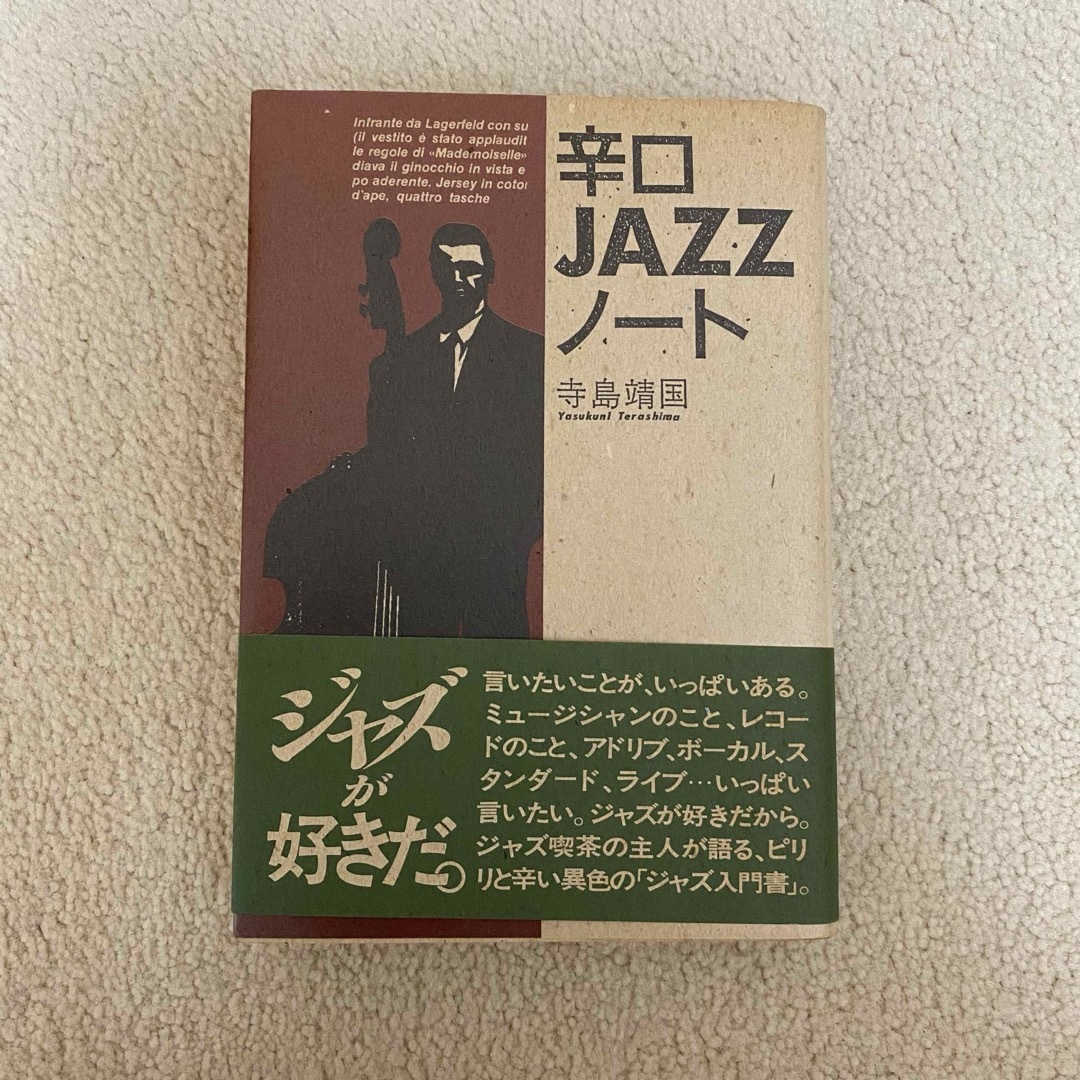 Infrante da Lagerfeld con su
(il vestito è stato applaudit
le regole di «Mademoiselle»
diava il ginocchio in vista e
po aderente. Jersey in coto
d'ape, quattro tasche
辛口
JAZZ
ノート
寺島靖国
Yasukuni Terashima
ジャズ
が
好きだ。
言いたいことが、いっぱいある。
ミュージシャンのこと、レコー
ドのこと、アドリブ、ボーカル、ス
タンダード、ライブ…いっぱい
言いたい。ジャズが好きだから。
ジャズ喫茶の主人が語る、ピリ
リと辛い異色の「ジャズ入門書」。